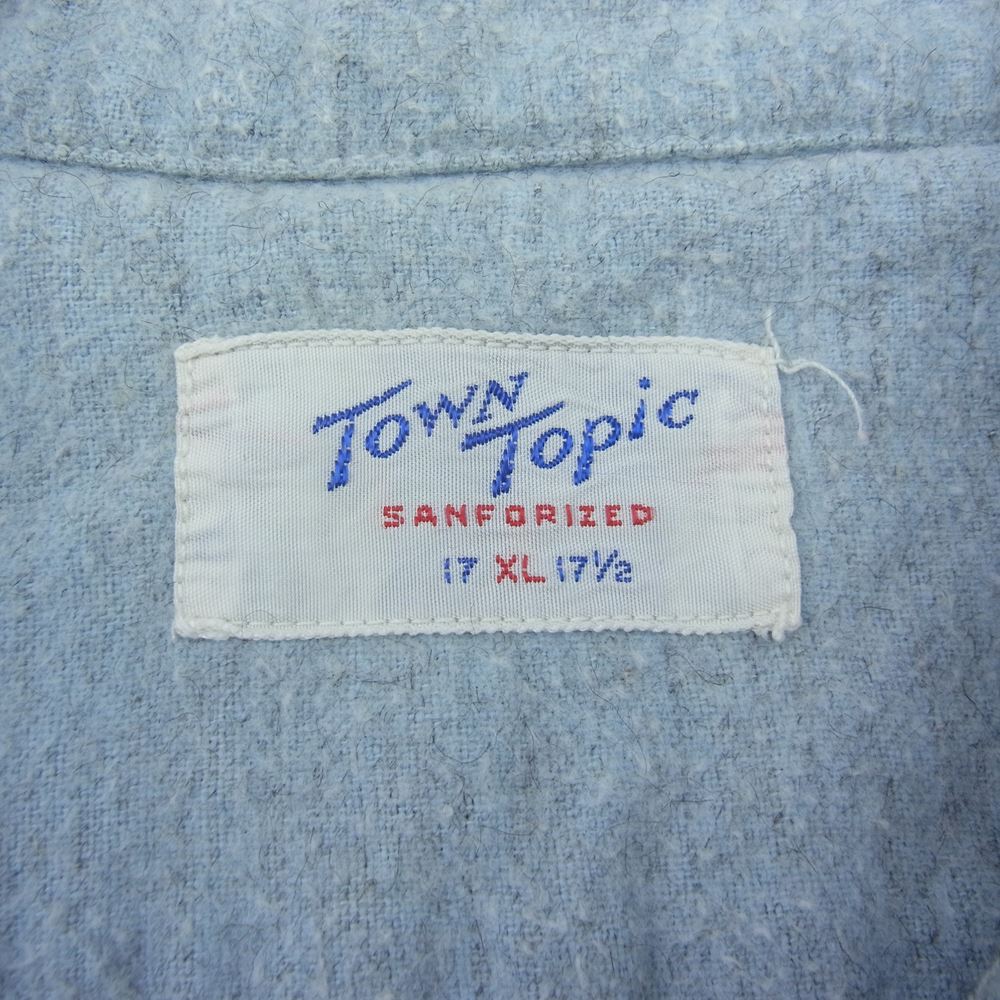 Town Topic
SANFORIZED
17 XL 17½